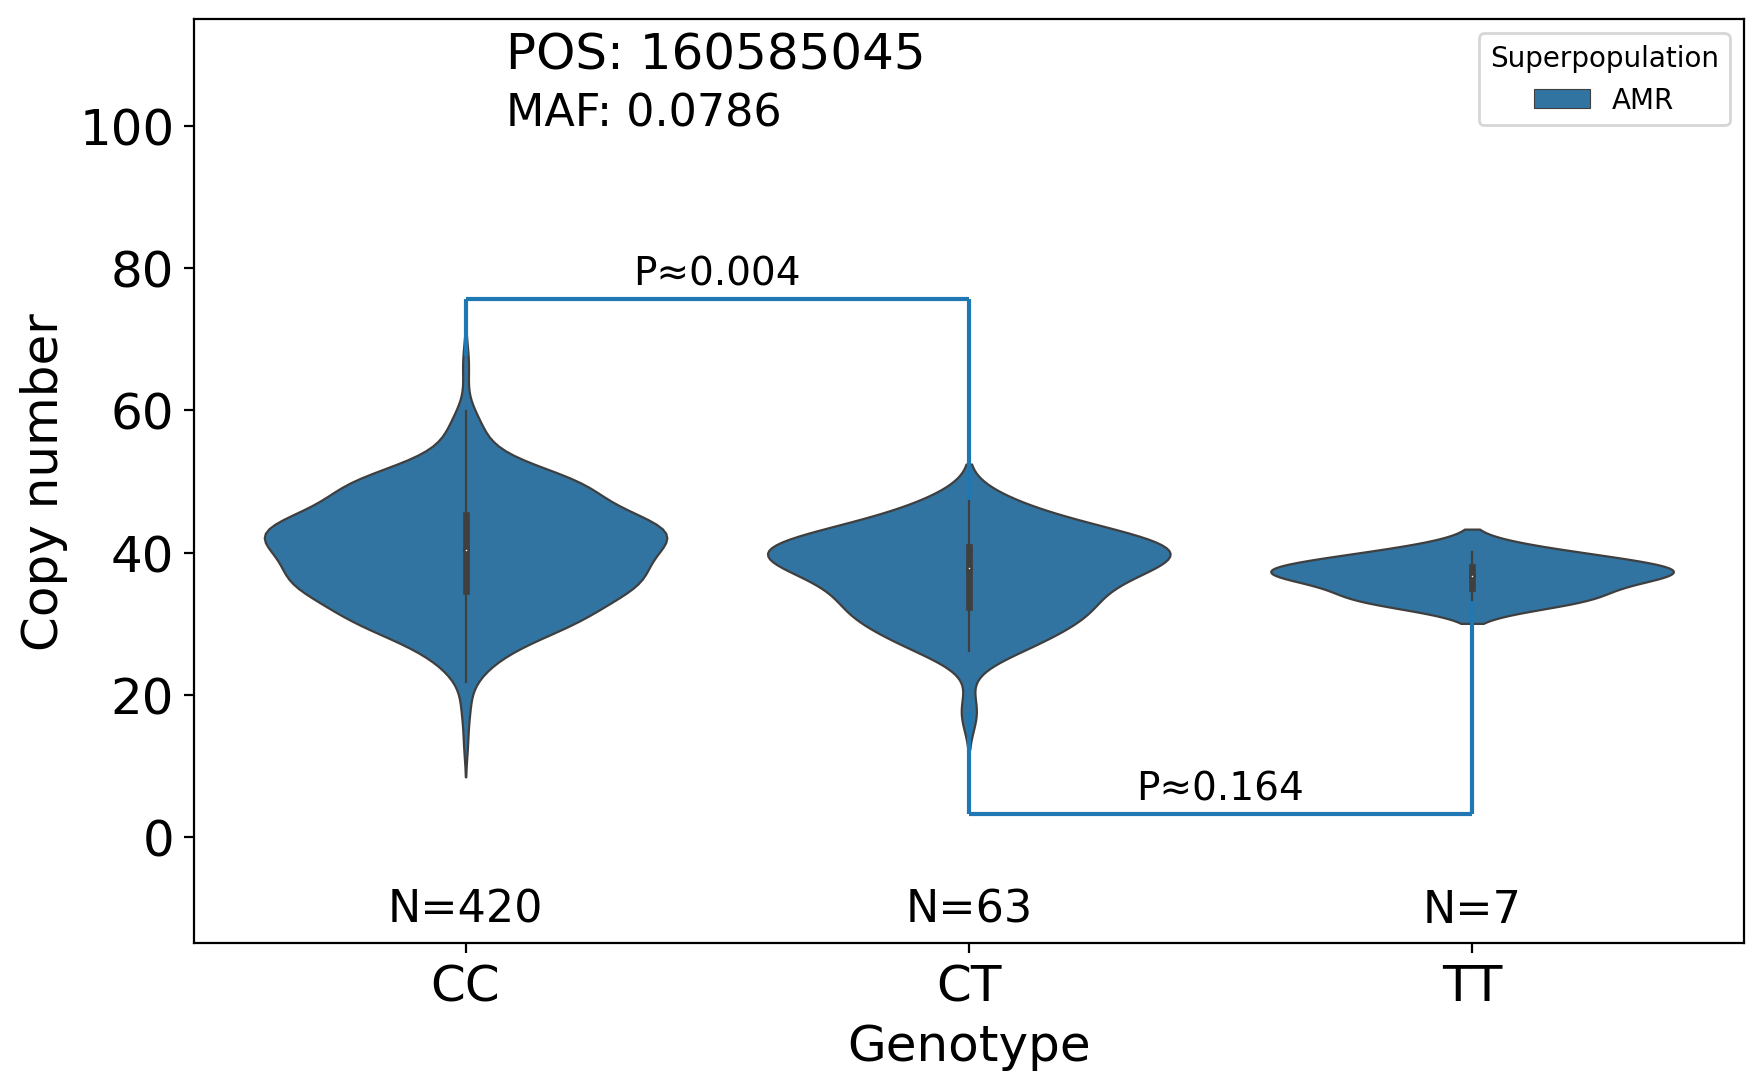 POS: 160585045
MAF: 0.0786
Superpopulation
AMR
100
80
60
40
20
0
Copy number
P≈0.004
P≈0.164
N=420
N=63
N=7
CC
CT
TT
Genotype